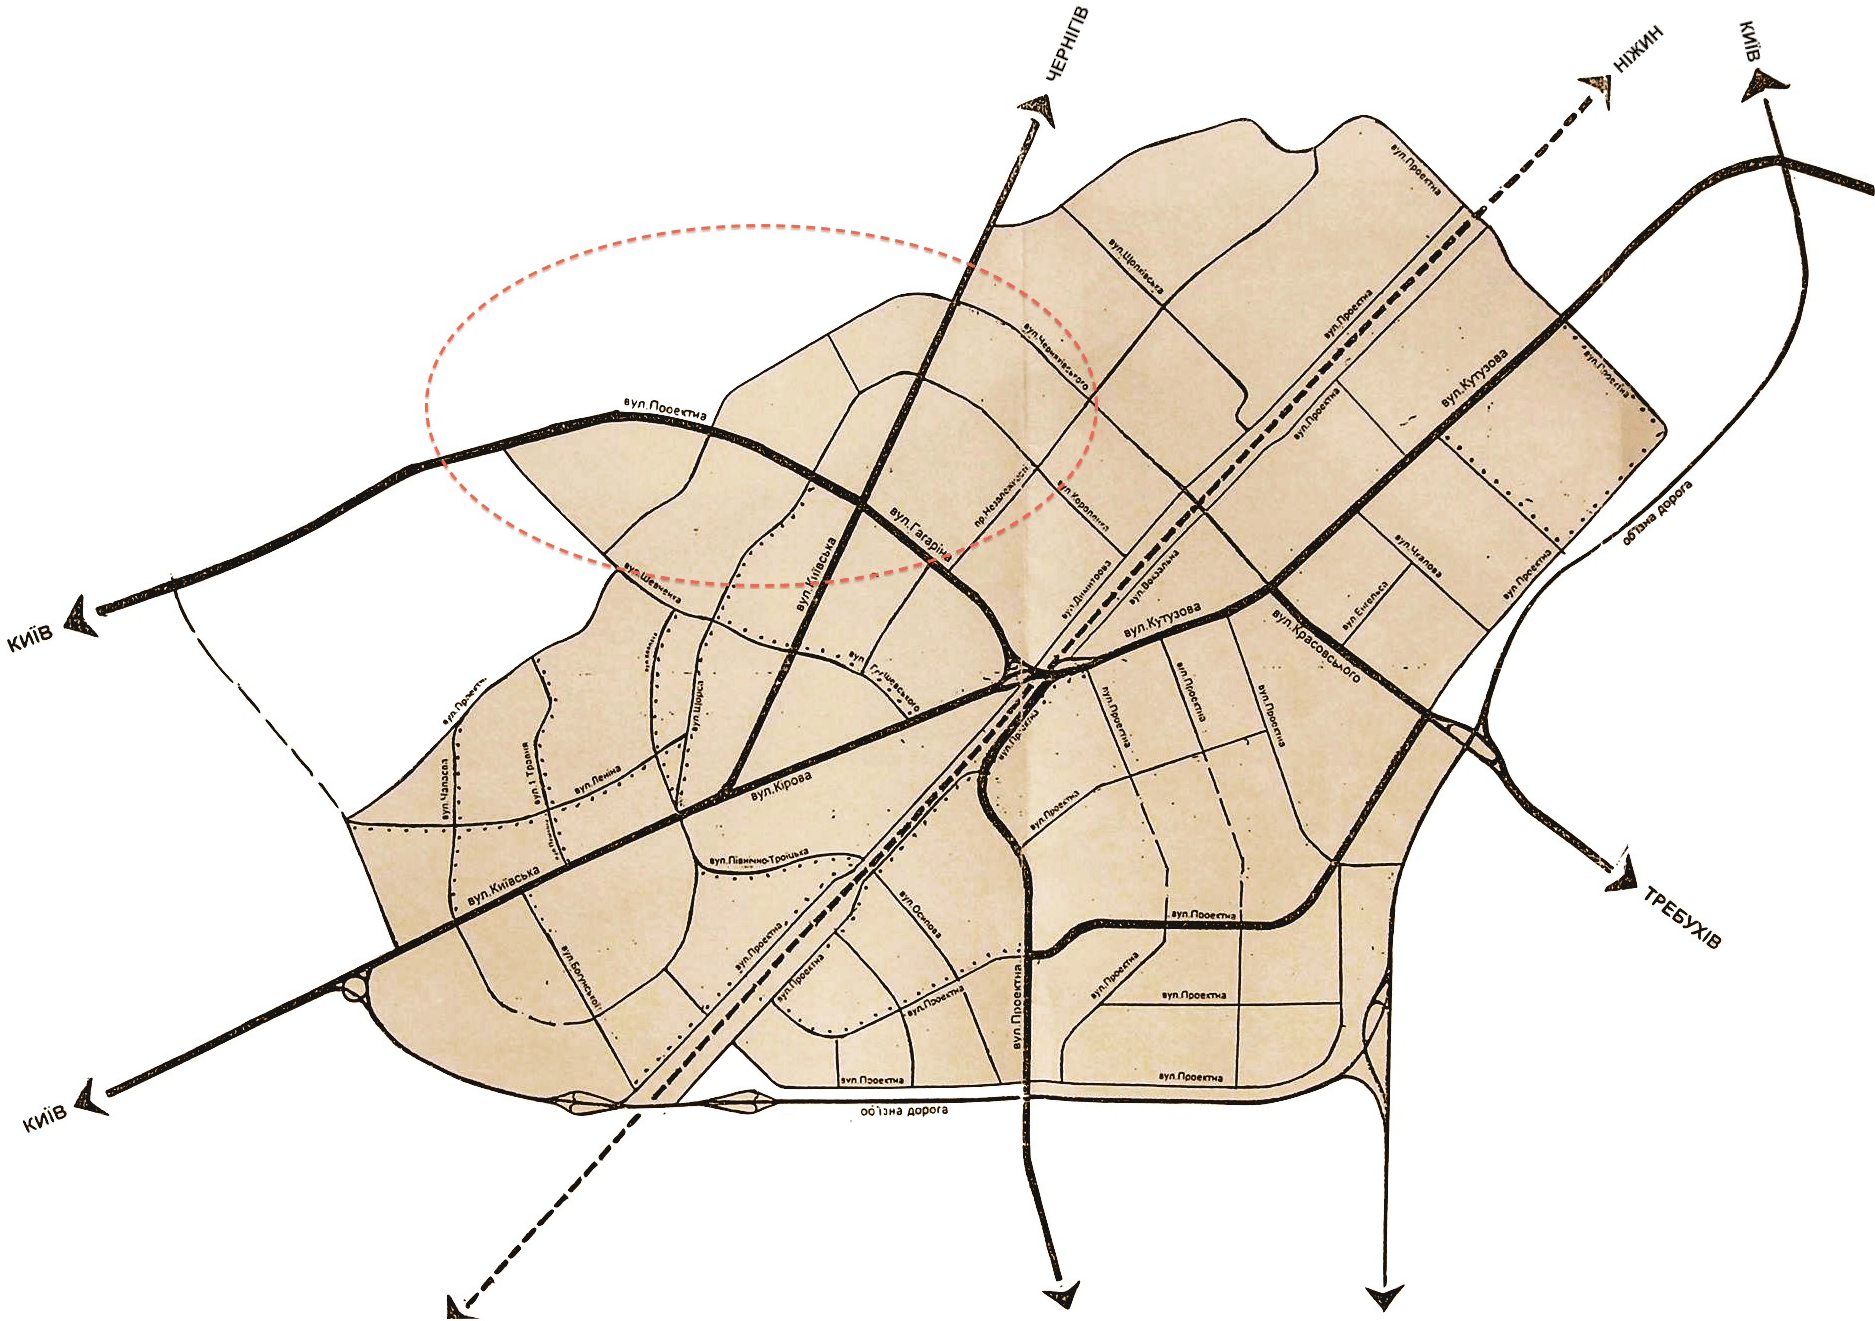 ЧЕРНІГІВ
НІЖИН
КИЇВ
вул.Проектна
вул.Щолківська
вул.Проектна
вул.Черняхівського
вул.Кутузова
вул.Проектна
вул.Проектна
вул.Проектна
пр.Незалежності
вул.Короленка
об'їзна дорога
вул.Гагаріна
вул.Київська
вул.Чкалова
вул.Проектна
вул.Енгельса
вул.Димитрова
вул.Вокзальна
вул.Шевченка
КИЇВ
вул.Кутузова
вул.Красовського
вул.Грушевського
вул.Щорса
вул.Проектна
вул.Проектна
вул.Проектна
вул.Проектна
вул.Проектна
вул.Чапаєва
вул.1 Травня
вул.Леніна
вул.Кірова
вул.Проектна
вул.Північно-Троїцька
вул.Київська
ТРЕБУХІВ
вул.Осипова
вул.Проектна
вул.Проектна
вул.Проектна
вул.Богунської
вул.Проектна
вул.Проектна
вул.Проектна
вул.Проектна
вул.Проектна
вул.Проектна
КИЇВ
об'їзна дорога